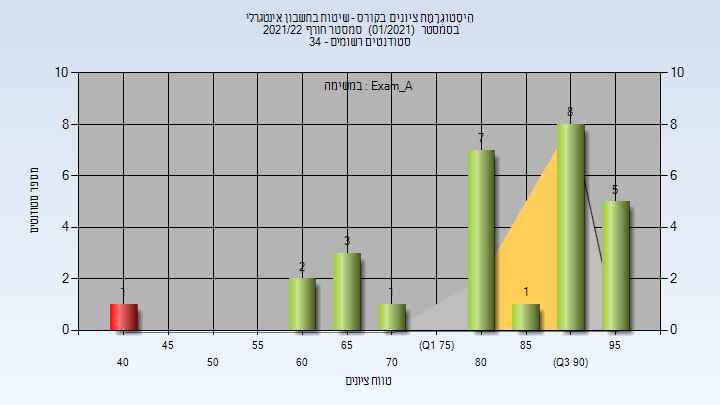 היסטוגרמת ציונים בקורס - שיטות בחשבון אינטגרלי
בסמסטר (01/2021) סמסטר חורף 2021/22
סטודנטים רשומים - 34
במשימה : Exam_A
מספר סטודנטים
10 10
8 8
6 6
4 4
2 2
0 0
1 2 3 1 7 1 8 5
45 55 65 (Q1 75) 85 95
40 50 60 70 80 (Q3 90)
טווח ציונים